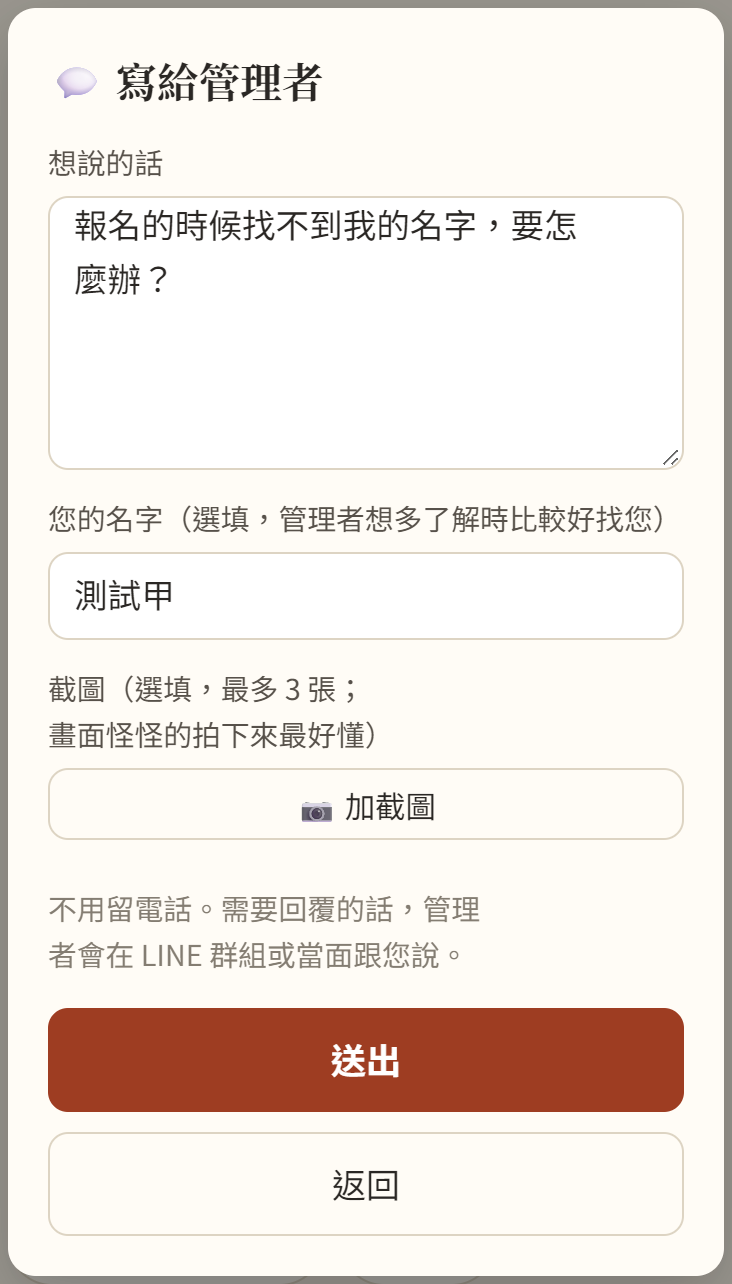 寫給管理者
想說的話
報名的時候找不到我的名字，要怎
麼辦？
您的名字（選填，管理者想多了解時比較好找您）
測試甲
截圖（選填，最多 3 張；
畫面怪怪的拍下來最好懂）
加截圖
不用留電話。需要回覆的話，管理
者會在 LINE 群組或當面跟您說。
送出
返回